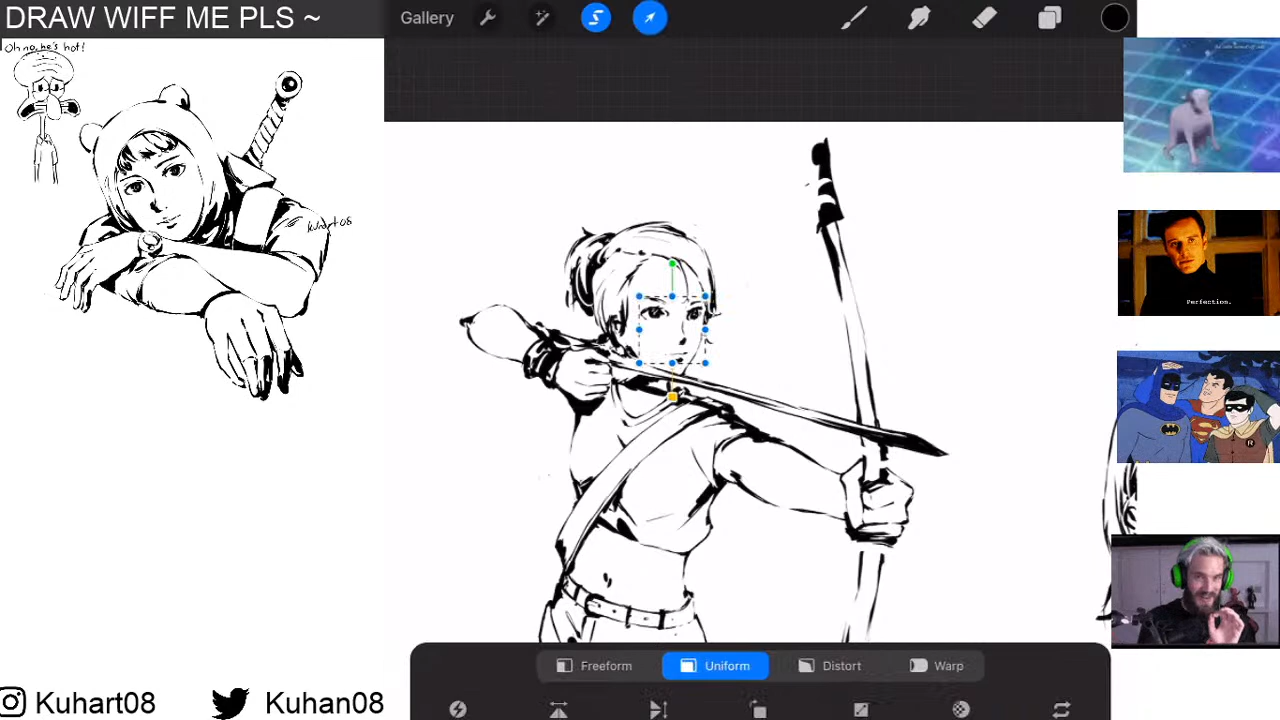 DRAW WIFF ME PLS ~
Oh no, he's hot!
Kuhart08
Gallery
Perfection.
Freeform
Uniform
Distort
Warp
Kuhart08
Kuhan08